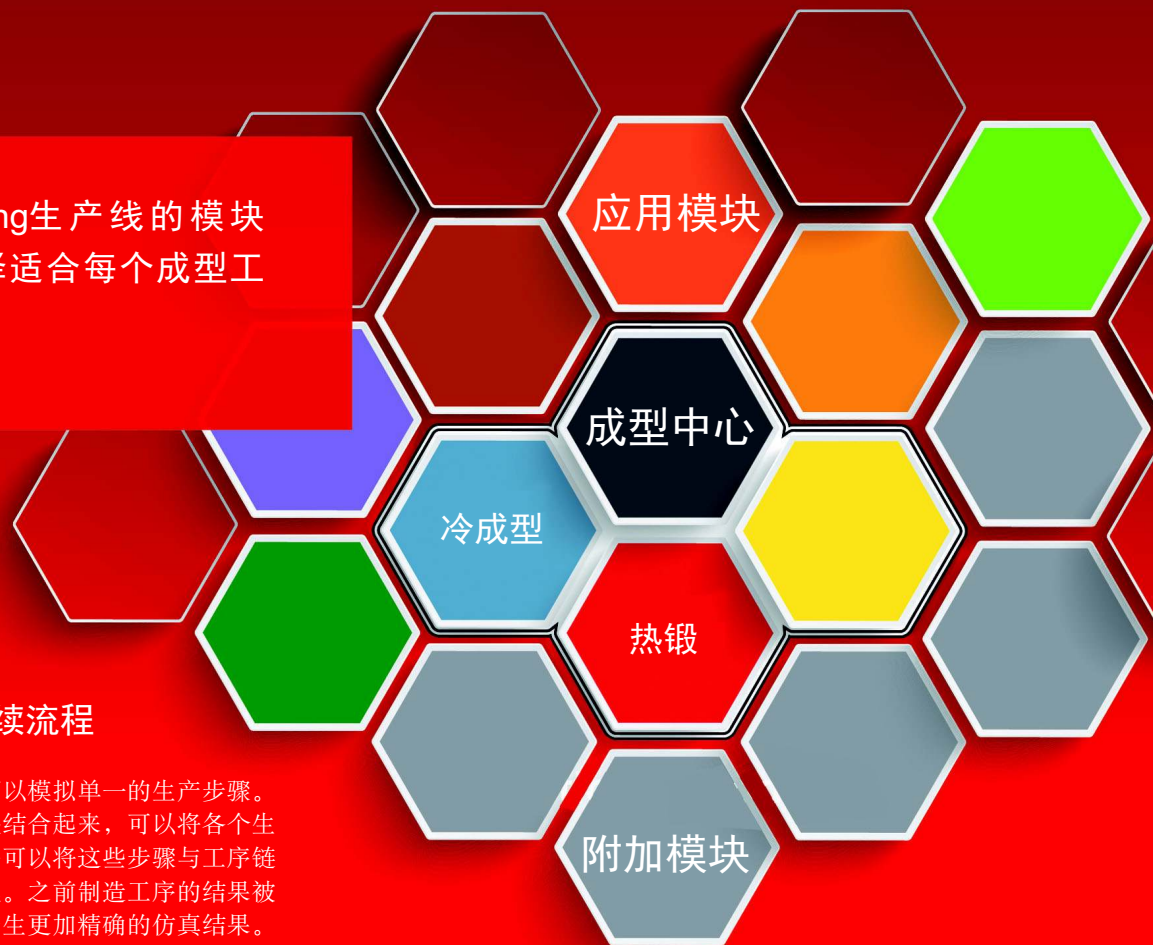 ng生产线的模块
适合每个成型工
应用模块
成型中心
冷成型
热锻
续流程
可以模拟单一的生产步骤。
结合起来，可以将各个生
可以将这些步骤与工序链
。之前制造工序的结果被
生更加精确的仿真结果。
附加模块